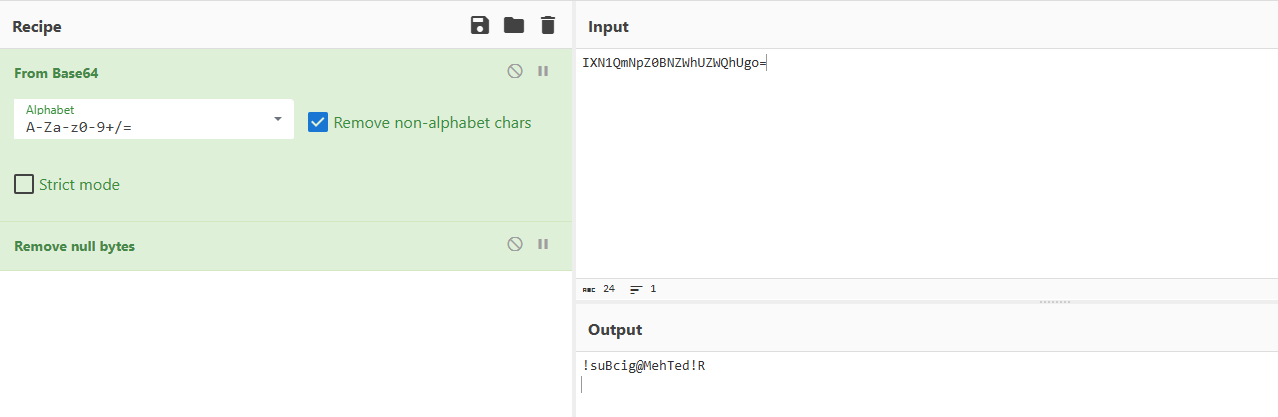 Recipe
From Base64
Alphabet
A-Za-z0-9+/=
Remove non-alphabet chars
Strict mode
Remove null bytes
Input
IXN1QmNpZ0BNZWhUZWQhUgo=
ABC 24 1
Output
!suBcig@MehTed!R